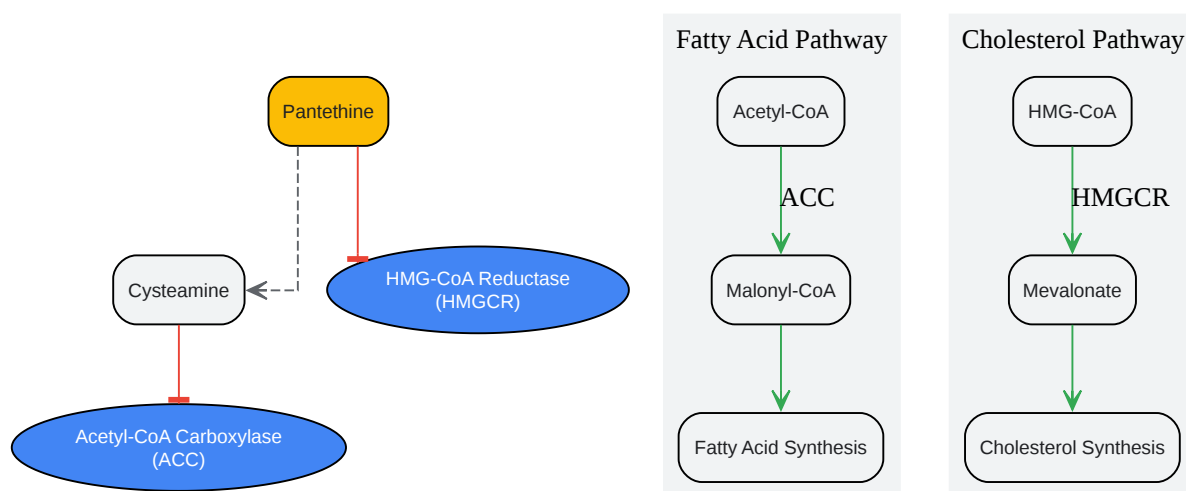 Pantethine
Cysteamine
HMG-CoA Reductase
(HMGCR)
Acetyl-CoA Carboxylase
(ACC)
Fatty Acid Pathway
Acetyl-CoA
ACC
Malonyl-CoA
Fatty Acid Synthesis
Cholesterol Pathway
HMG-CoA
HMGCR
Mevalonate
Cholesterol Synthesis